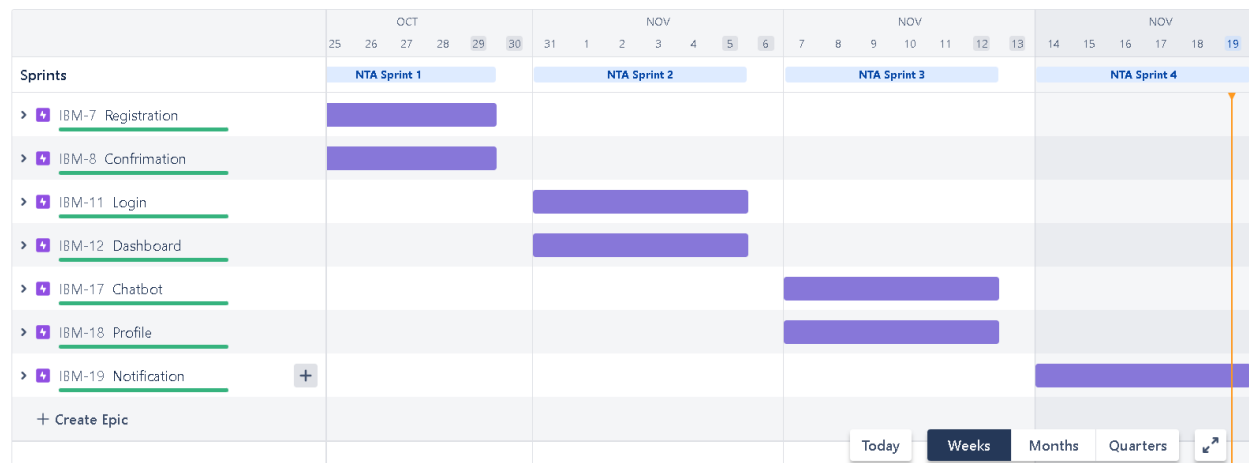 OCT NOV NOV NOV
25 26 27 28 29 30 31 1 2 3 4 5 6 7 8 9 10 11 12 13 14 15 16 17 18 19
Sprints NTA Sprint 1 NTA Sprint 2 NTA Sprint 3 NTA Sprint 4
IBM-7 Registration
IBM-8 Confrimation
IBM-11 Login
IBM-12 Dashboard
IBM-17 Chatbot
IBM-18 Profile
IBM-19 Notification +
+ Create Epic
Today Weeks Months Quarters